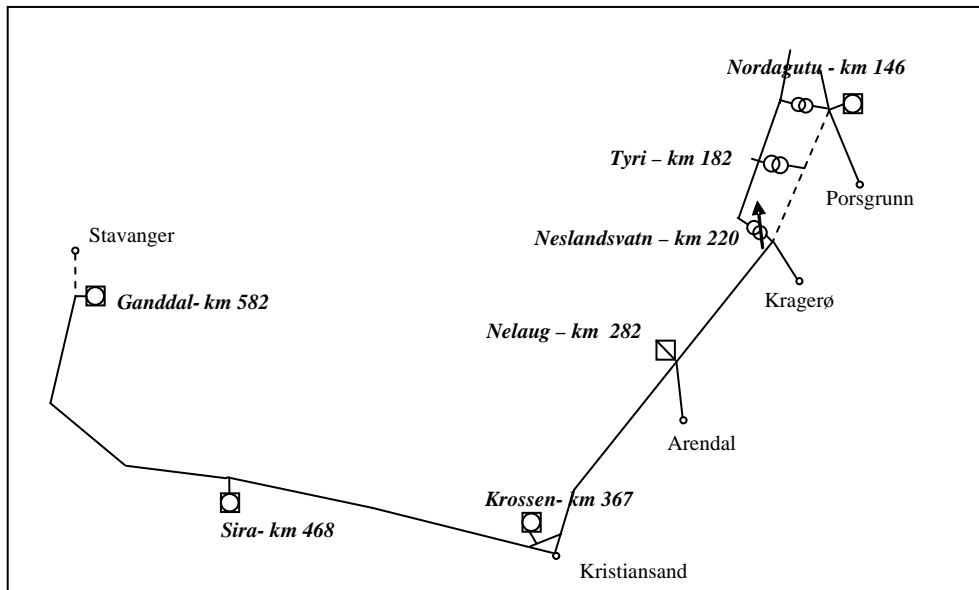 Nordagutu - km 146
Tyri – km 182
Porsgrunn
Stavanger
Neslandsvatn – km 220
Kragerø
Ganddal- km 582
Nelaug – km  282
Arendal
Krossen- km 367
Sira- km 468
Kristiansand